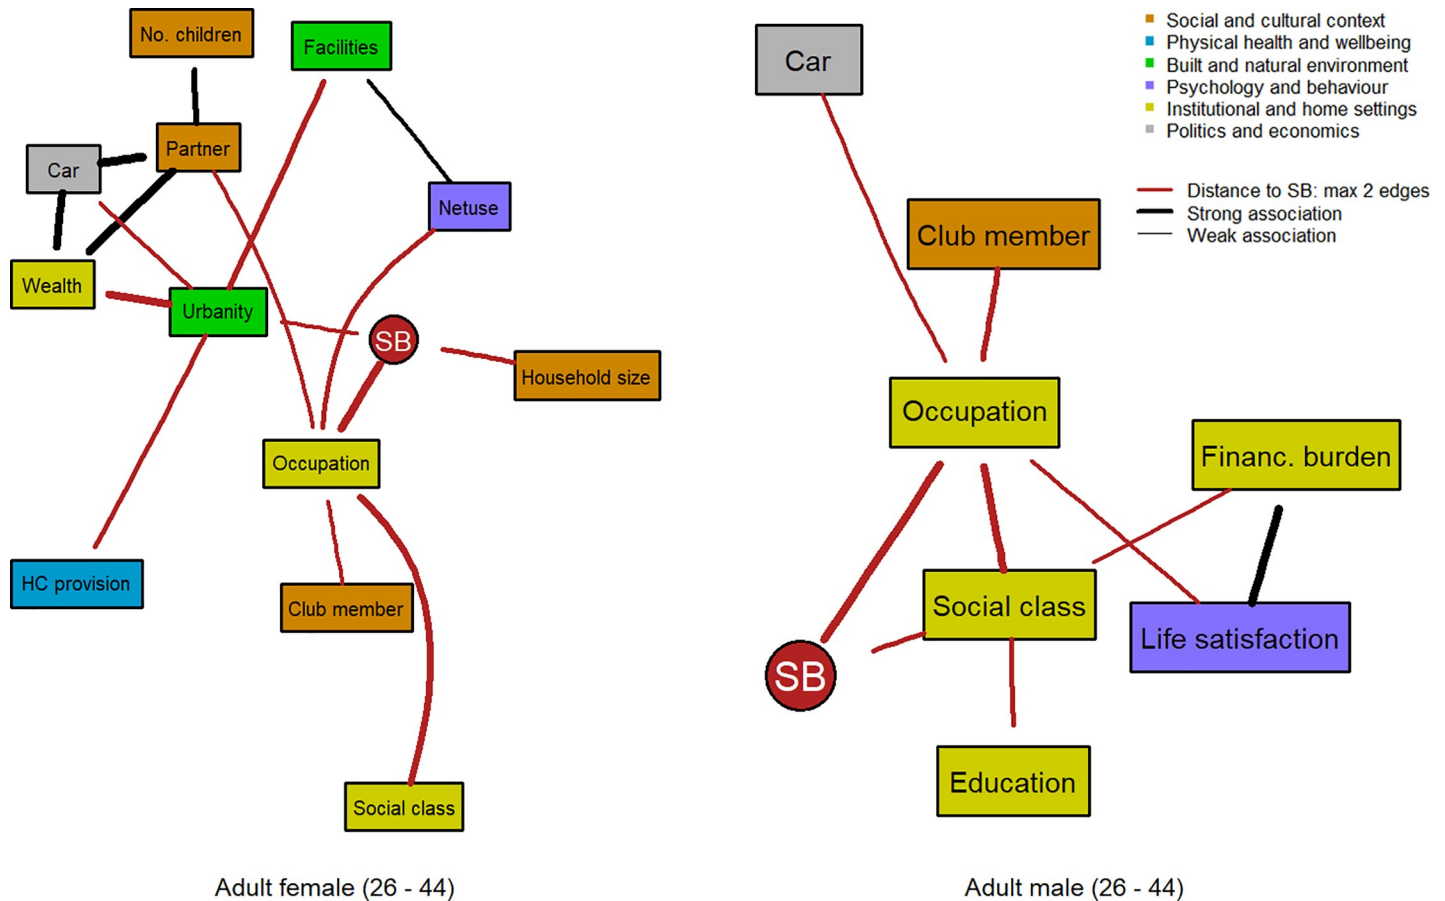 No. children
Facilities
Partner
Car
Netuse
Wealth
Urbanity
SB
Household size
Occupation
HC provision
Club member
Social class
Adult female (26 - 44)
Car
Club member
Occupation
Financ. burden
Social class
Life satisfaction
SB
Education
Adult male (26 - 44)
Social and cultural context
Physical health and wellbeing
Built and natural environment
Psychology and behaviour
Institutional and home settings
Politics and economics
Distance to SB: max 2 edges
Strong association
Weak association